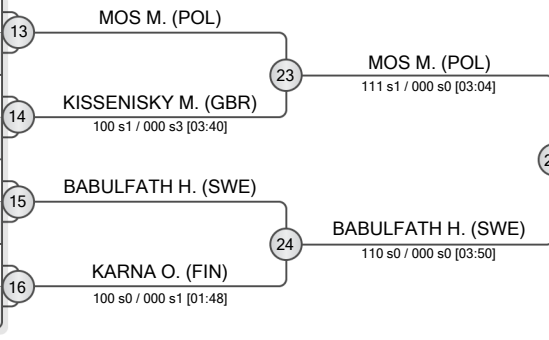 13
MOS M. (POL)
23
MOS M. (POL)
111 s1 / 000 s0 [03:04]
14
KISSENISKY M. (GBR)
100 s1 / 000 s3 [03:40]
15
BABULFATH H. (SWE)
24
BABULFATH H. (SWE)
110 s0 / 000 s0 [03:50]
16
KARNA O. (FIN)
100 s0 / 000 s1 [01:48]